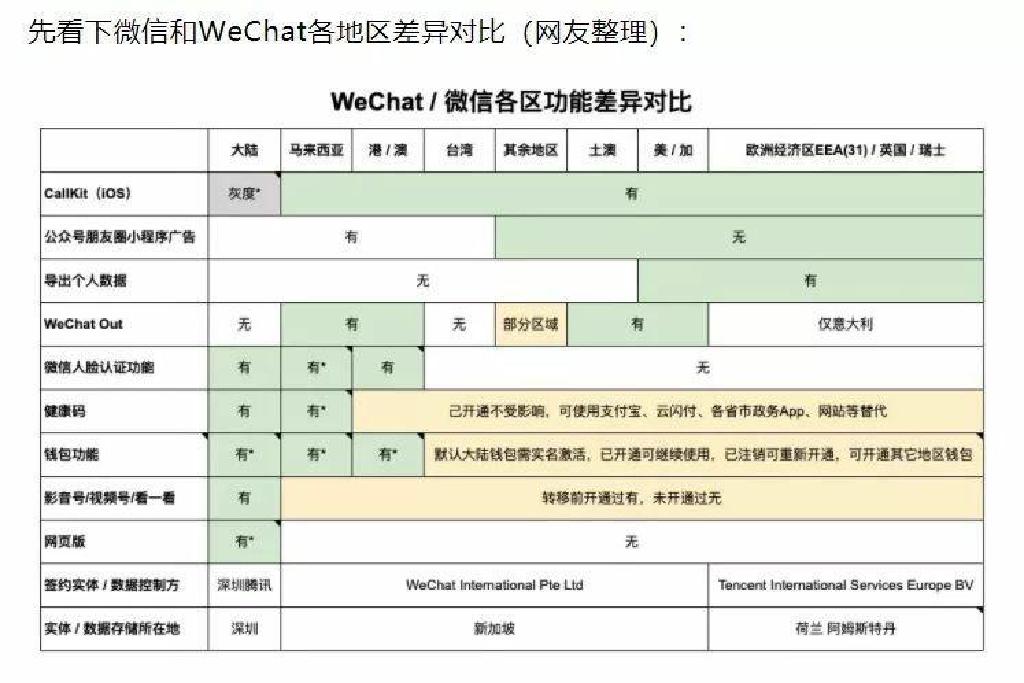 先看下微信和WeChat各地区差异对比（网友整理）：
WeChat / 微信各区功能差异对比
大陆 马来西亚 港 / 澳 台湾 其余地区 土澳 美 / 加 欧洲经济区EEA(31) / 英国 / 瑞士
CallKit（iOS） 灰度* 有
公众号朋友圈小程序广告 有 无
导出个人数据 无 有
WeChat Out 无 有 无 部分区域 有 仅意大利
微信人脸认证功能 有 有* 有 无
健康码 有 有* 己开通不受影响，可使用支付宝、云闪付、各省市政务App、网站等替代
钱包功能 有* 有* 有* 默认大陆钱包需实名激活，已开通可继续使用，已注销可重新开通，可开通其它地区钱包
影音号/视频号/看一看 有 转移前开通过有，未开通过无
网页版 有* 无
签约实体 / 数据控制方 深圳腾讯 WeChat International Pte Ltd Tencent International Services Europe BV
实体 / 数据存储所在地 深圳 新加坡 荷兰 阿姆斯特丹